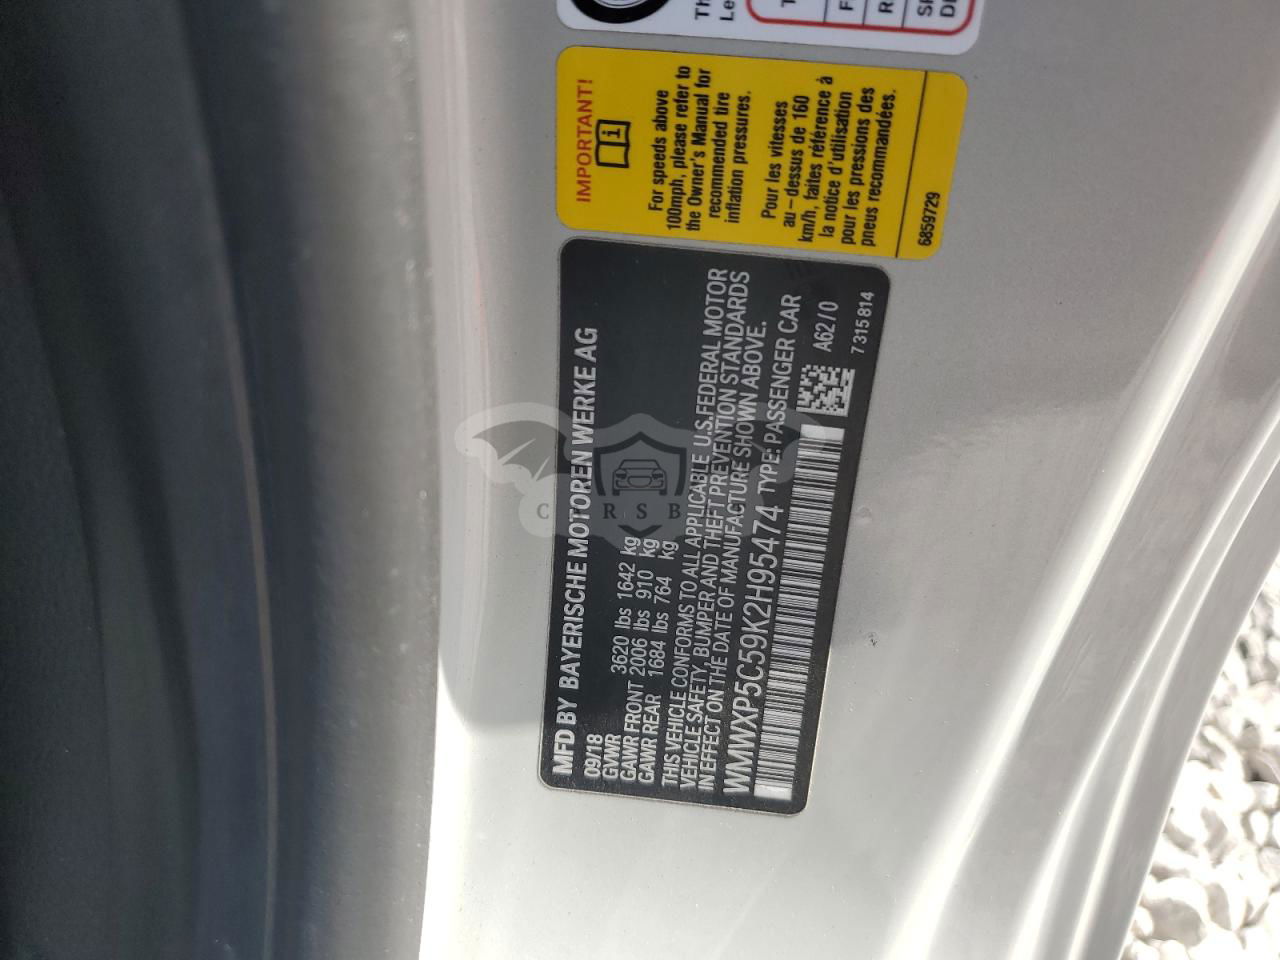 Th
Le
T
F
R
SP
DE
IMPORTANT!
i
For speeds above
100mph, please refer to
the Owner's Manual for
recommended tire
inflation pressures.
Pour les vitesses
au-dessus de 160
km/h, faites référence à
la notice d'utilisation
pour les pressions des
pneus recommandées.
6859729
MFD BY BAYERISCHE MOTOREN WERKE AG
09/18
GVWR 3620 lbs 1642 kg
GAWR FRONT 2006 lbs 910 kg
GAWR REAR 1684 lbs 764 kg
THIS VEHICLE CONFORMS TO ALL APPLICABLE U.S. FEDERAL MOTOR
VEHICLE SAFETY, BUMPER AND THEFT PREVENTION STANDARDS
IN EFFECT ON THE DATE OF MANUFACTURE SHOWN ABOVE.
WMWXP5C59K2H95474 TYPE: PASSENGER CAR
A62/0
7315814